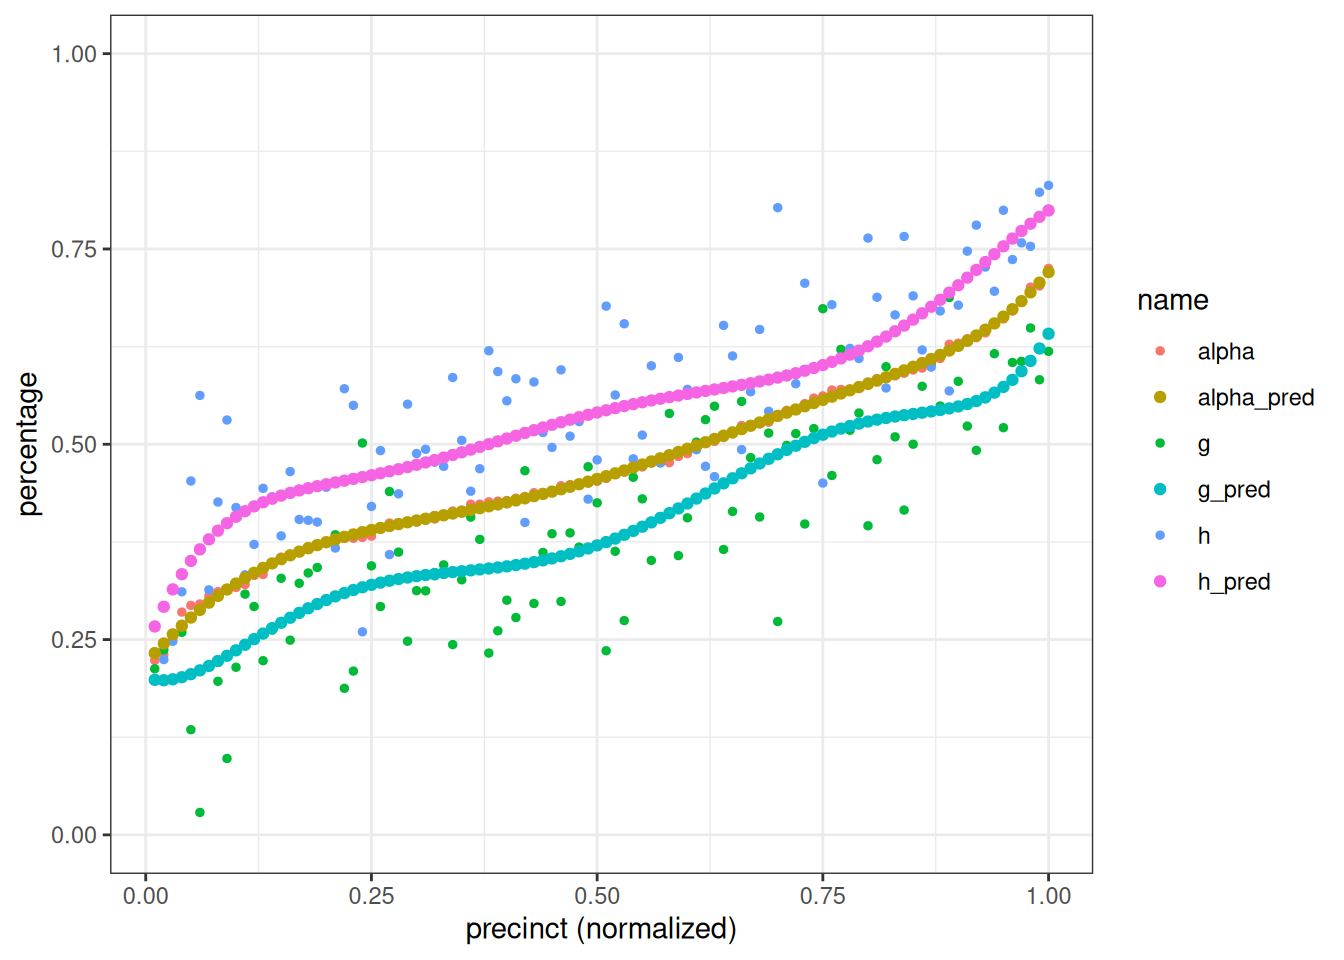 1.00
0.75
0.50
0.25
0.00
percentage
0.00 0.25 0.50 0.75 1.00
precinct (normalized)
name
alpha
alpha_pred
g
g_pred
h
h_pred